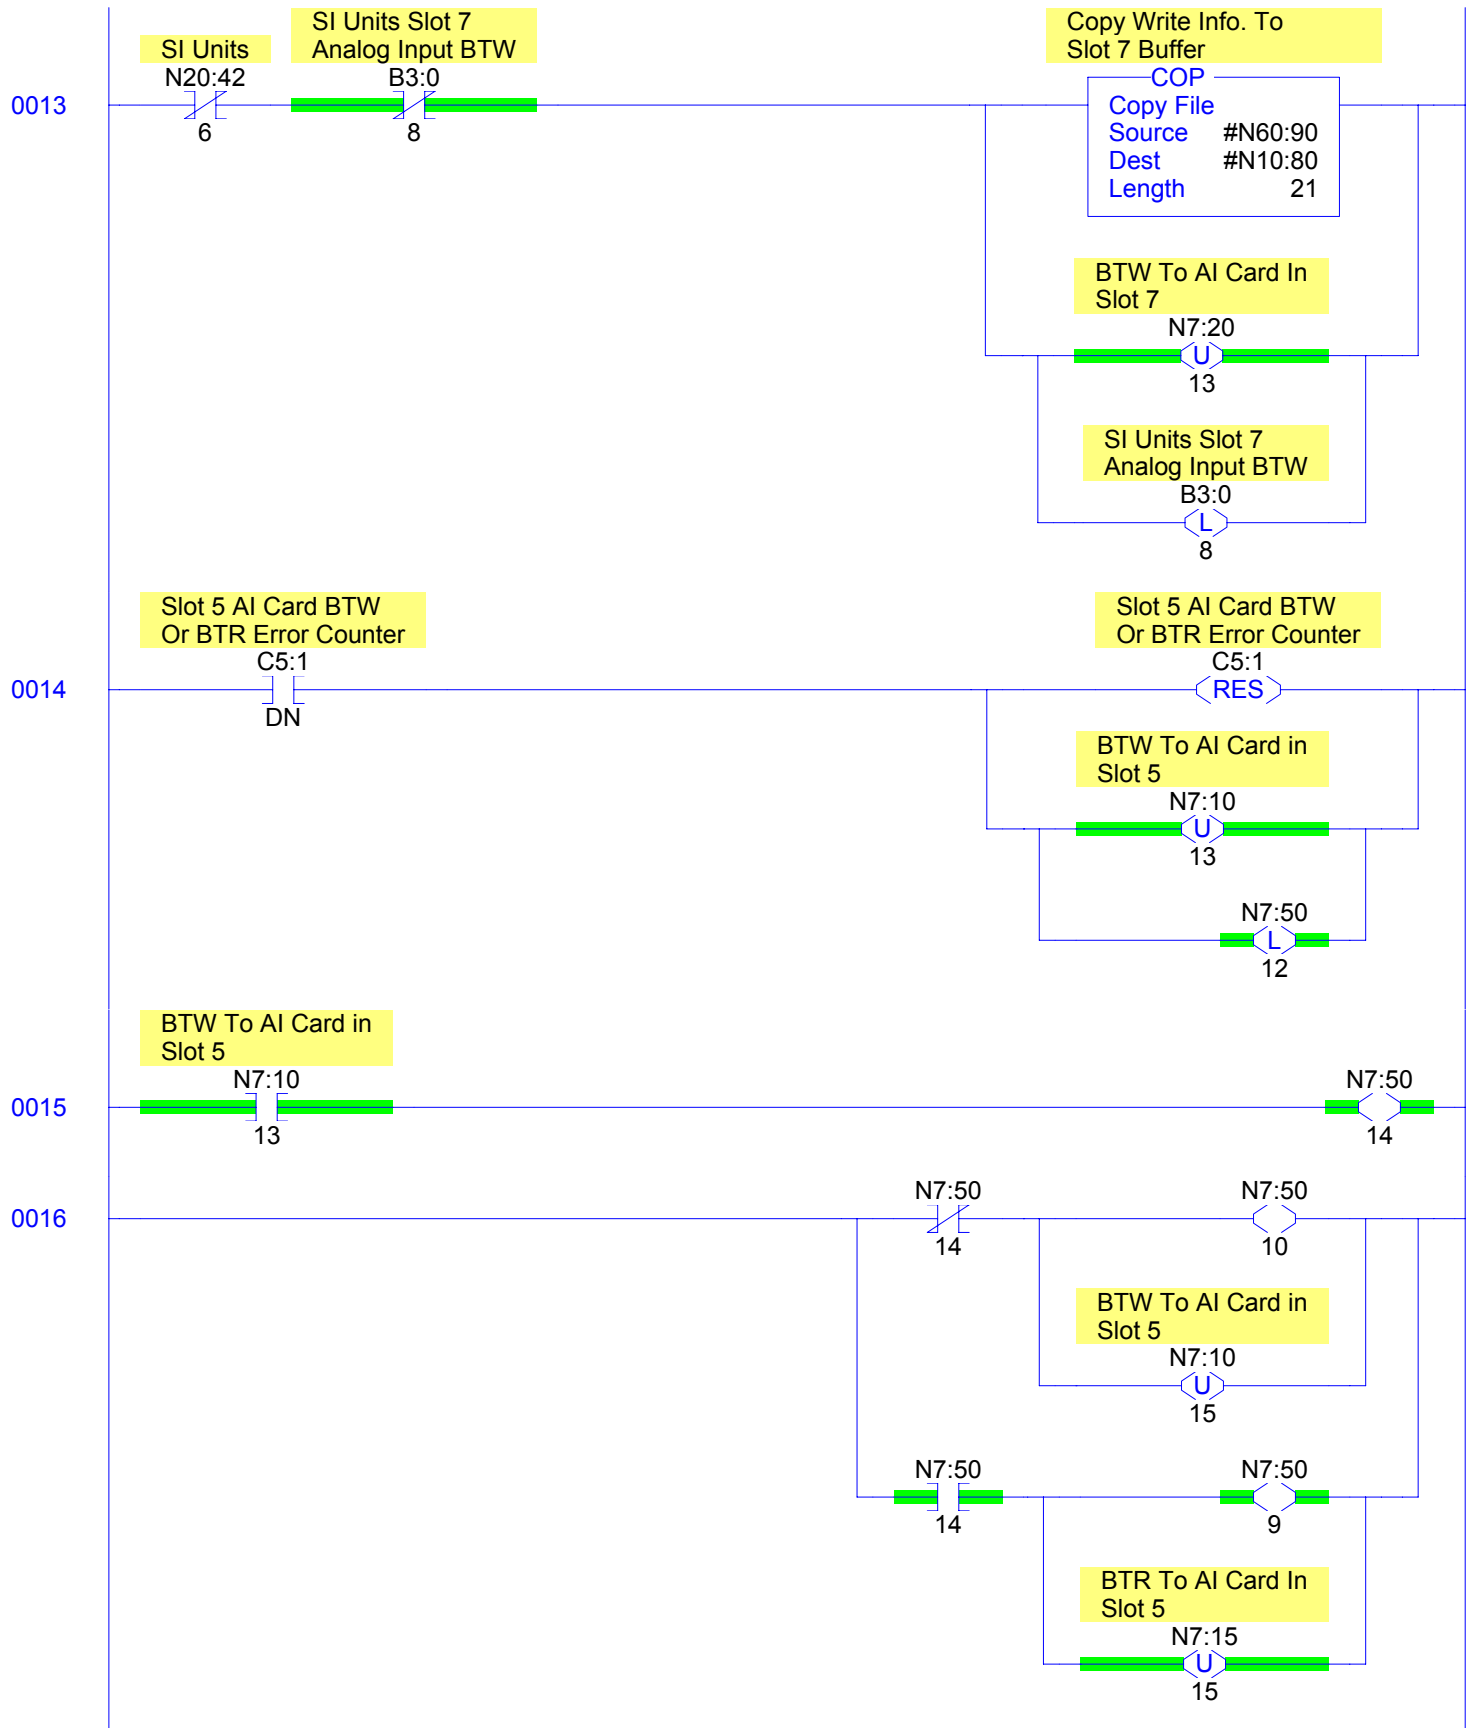 SI Units
N20:42
6
SI Units Slot 7
Analog Input BTW
B3:0
8
0013
Copy Write Info. To
Slot 7 Buffer
COP
Copy File
Source #N60:90
Dest #N10:80
Length 21
BTW To AI Card In
Slot 7
N7:20
U
13
SI Units Slot 7
Analog Input BTW
B3:0
L
8
0014
Slot 5 AI Card BTW
Or BTR Error Counter
C5:1
DN
Slot 5 AI Card BTW
Or BTR Error Counter
C5:1
RES
BTW To AI Card in
Slot 5
N7:10
U
13
N7:50
L
12
0015
BTW To AI Card in
Slot 5
N7:10
13
N7:50
14
0016
N7:50
14
N7:50
10
BTW To AI Card in
Slot 5
N7:10
U
15
N7:50
14
N7:50
9
BTR To AI Card In
Slot 5
N7:15
U
15